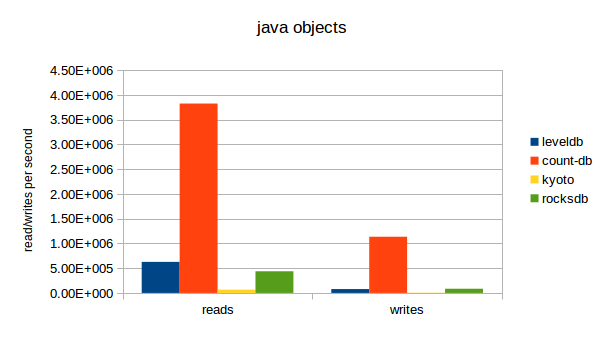 java objects
4.50E+006
4.00E+006
3.50E+006
3.00E+006
2.50E+006
2.00E+006
1.50E+006
1.00E+006
5.00E+005
0.00E+000
read/writes per second
reads
writes
leveldb
count-db
kyoto
rocksdb